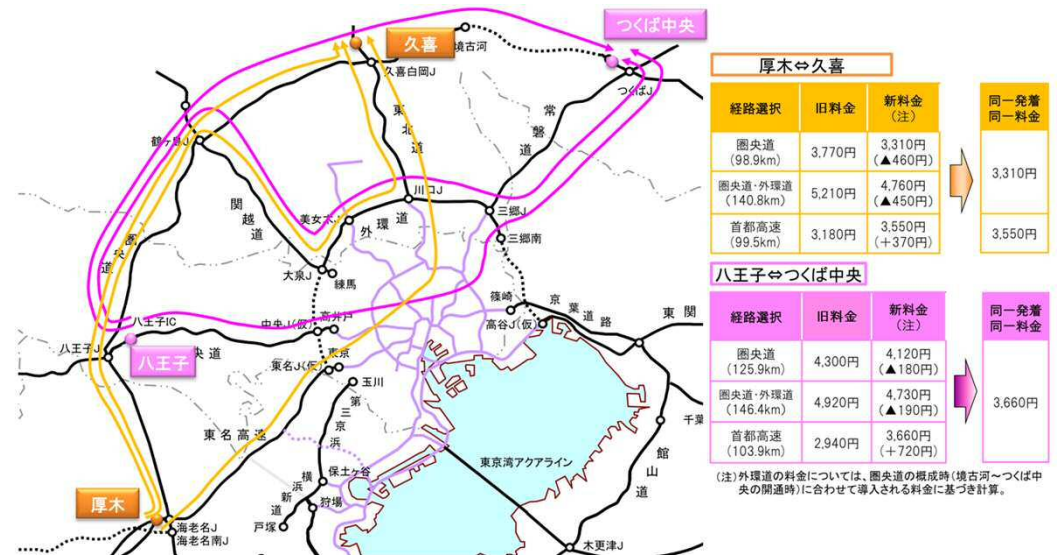 久喜
つくば中央
境古河
久喜白岡J
つくばJ
東北道
常磐道
鶴ヶ島J
関越道
圏央道
川口J
美女木J
外環道
三郷J
三郷南
大泉J
練馬
八王子IC
中央J(仮)
高井戸
篠崎
京葉道路
高谷J(仮)
東関
八王子J
八王子
央道
東京
東名J(仮)
玉川
第三京浜
東名高速
千葉
館山道
東京湾アクアライン
保土ヶ谷
横浜新道
狩場
戸塚
厚木
海老名J
海老名南J
木更津J
厚木⇔久喜
経路選択 旧料金 新料金
(注)
同一発着
同一料金
圏央道
(98.9km)
3,770円
3,310円
(▲460円)
圏央道・外環道
(140.8km)
5,210円
4,760円
(▲450円)
3,310円
首都高速
(99.5km)
3,180円
3,550円
(+370円)
3,550円
八王子⇔つくば中央
経路選択 旧料金 新料金
(注)
同一発着
同一料金
圏央道
(125.9km)
4,300円
4,120円
(▲180円)
圏央道・外環道
(146.4km)
4,920円
4,730円
(▲190円)
3,660円
首都高速
(103.9km)
2,940円
3,660円
(+720円)
(注)外環道の料金については、圏央道の概成時(境古河~つくば中
央の開通時)に合わせて導入される料金に基づき計算。